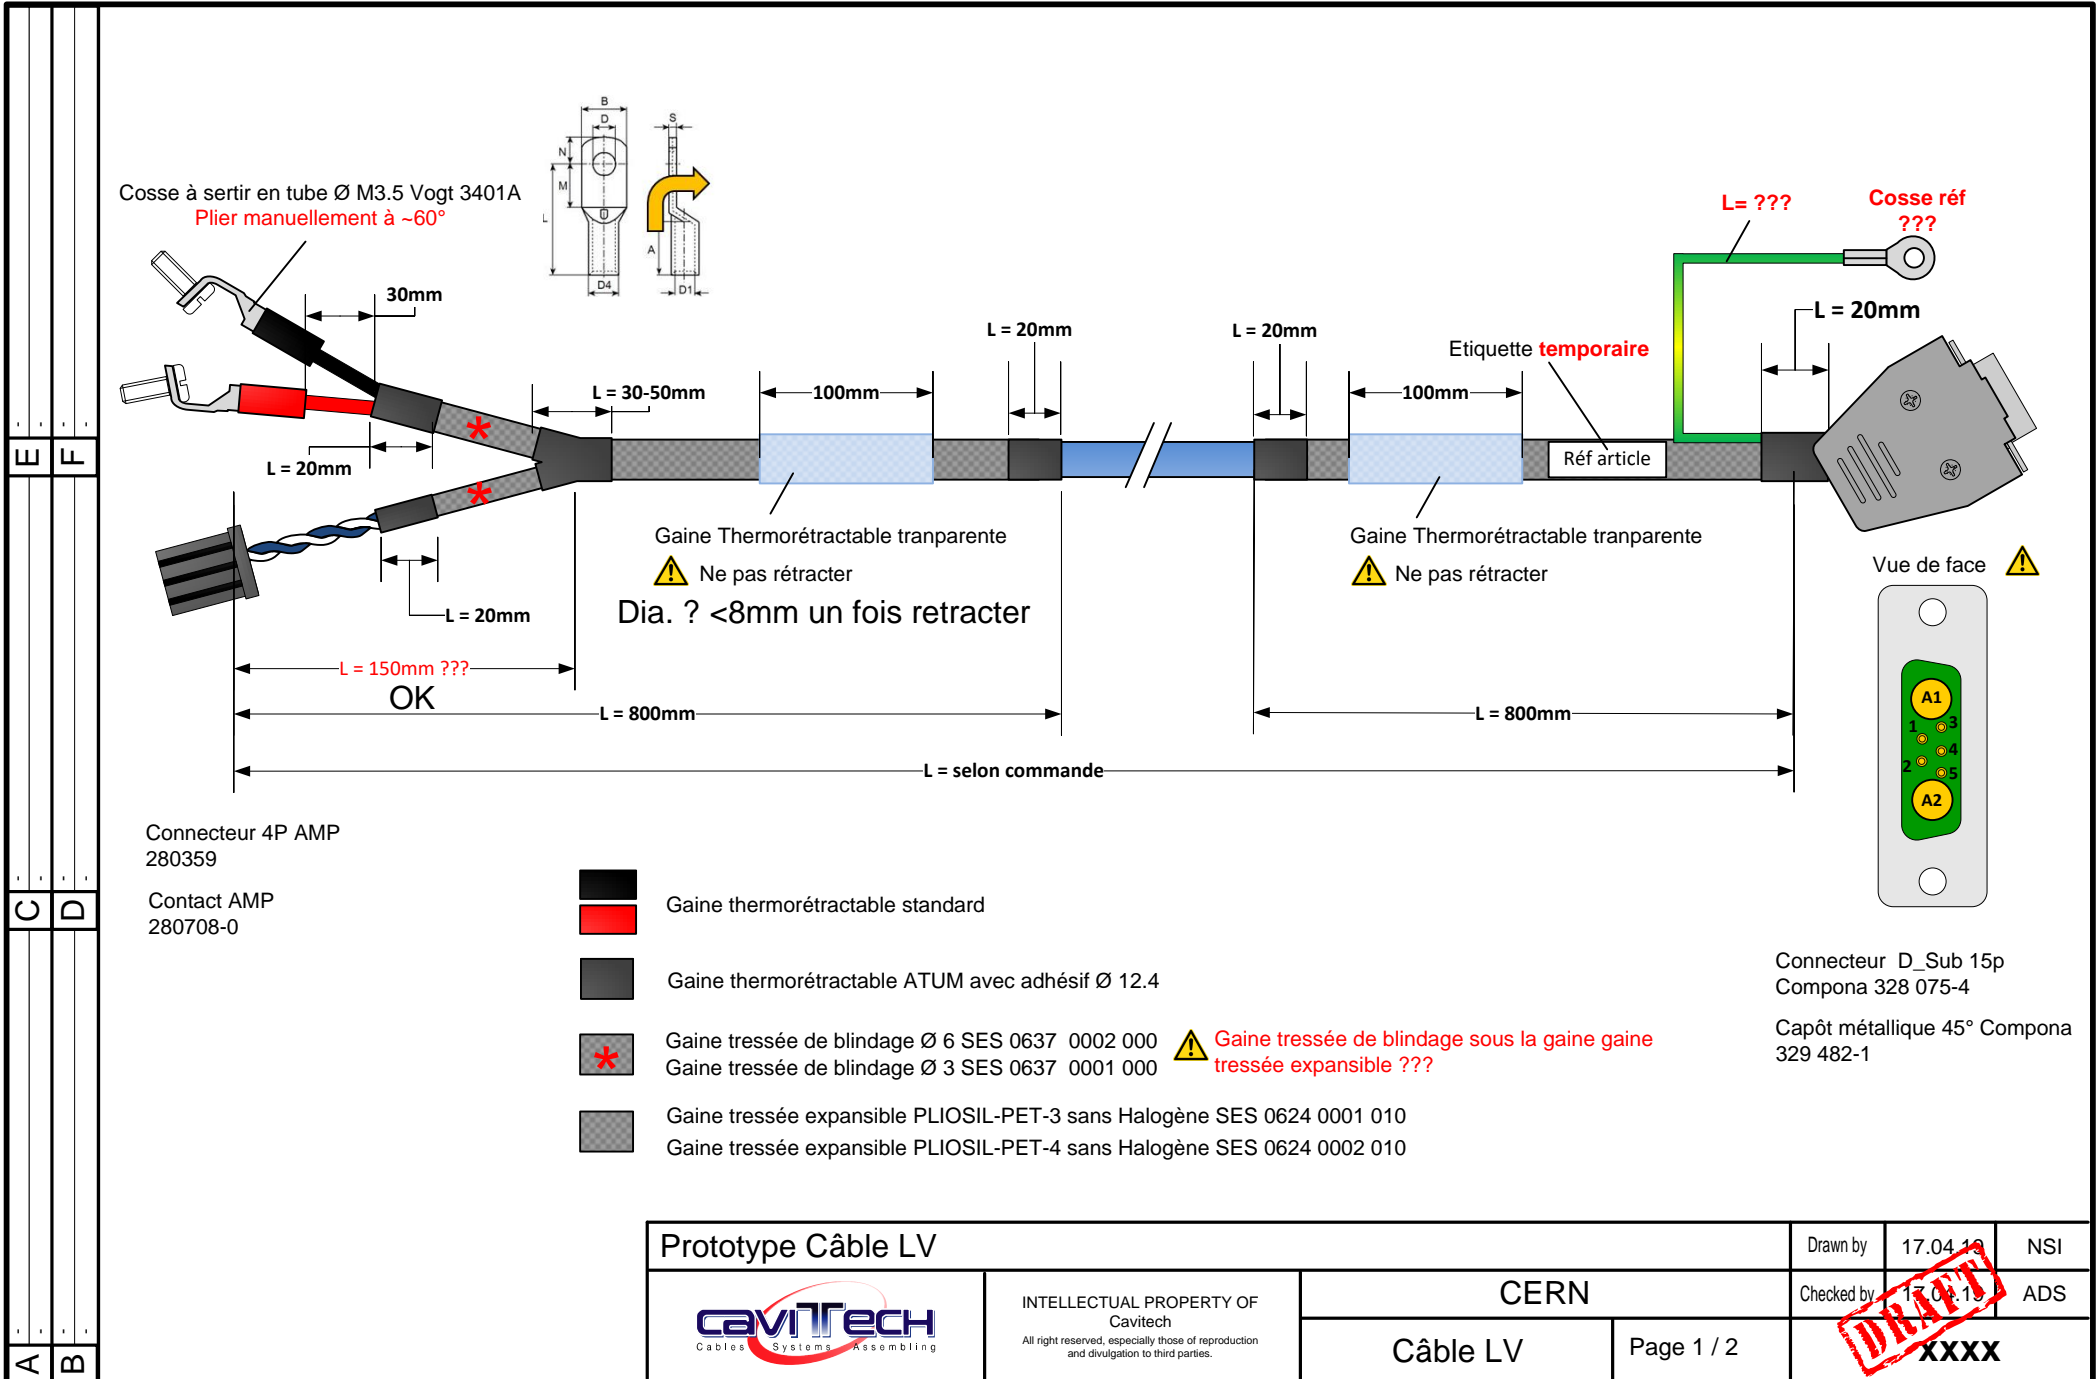 B
D
S
N
M
L
A
D4
D1
Cosse à sertir en tube Ø M3.5 Vogt 3401A
Plier manuellement à ~60°
L= ???
Cosse réf
???
30mm
L = 20mm
L = 20mm
L = 20mm
Etiquette temporaire
L = 30-50mm
100mm
100mm
Réf article
L = 20mm
Gaine Thermorétractable tranparente
Ne pas rétracter
Gaine Thermorétractable tranparente
Ne pas rétracter
Vue de face
Dia. ? <8mm un fois retracter
L = 20mm
L = 150mm ???
OK
L = 800mm
L = 800mm
L = selon commande
A1
1
3
4
2
5
A2
Connecteur 4P AMP
280359
Contact AMP
280708-0
Gaine thermorétractable standard
Gaine thermorétractable ATUM avec adhésif Ø 12.4
* Gaine tressée de blindage Ø 6 SES 0637 0002 000
Gaine tressée de blindage Ø 3 SES 0637 0001 000
Gaine tressée de blindage sous la gaine gaine
tressée expansible ???
Gaine tressée expansible PLIOSIL-PET-3 sans Halogène SES 0624 0001 010
Gaine tressée expansible PLIOSIL-PET-4 sans Halogène SES 0624 0002 010
Connecteur D_Sub 15p
Compona 328 075-4
Capôt métallique 45° Compona
329 482-1
E
F
C
D
A
B
Prototype Câble LV
Drawn by
17.04.19
NSI
CaviTech
Cables Systems Assembling
INTELLECTUAL PROPERTY OF
Cavitech
All right reserved, especially those of reproduction
and divulgation to third parties.
CERN
Checked by
17.04.19
ADS
Câble LV
Page 1 / 2
DRAFT
xxxx